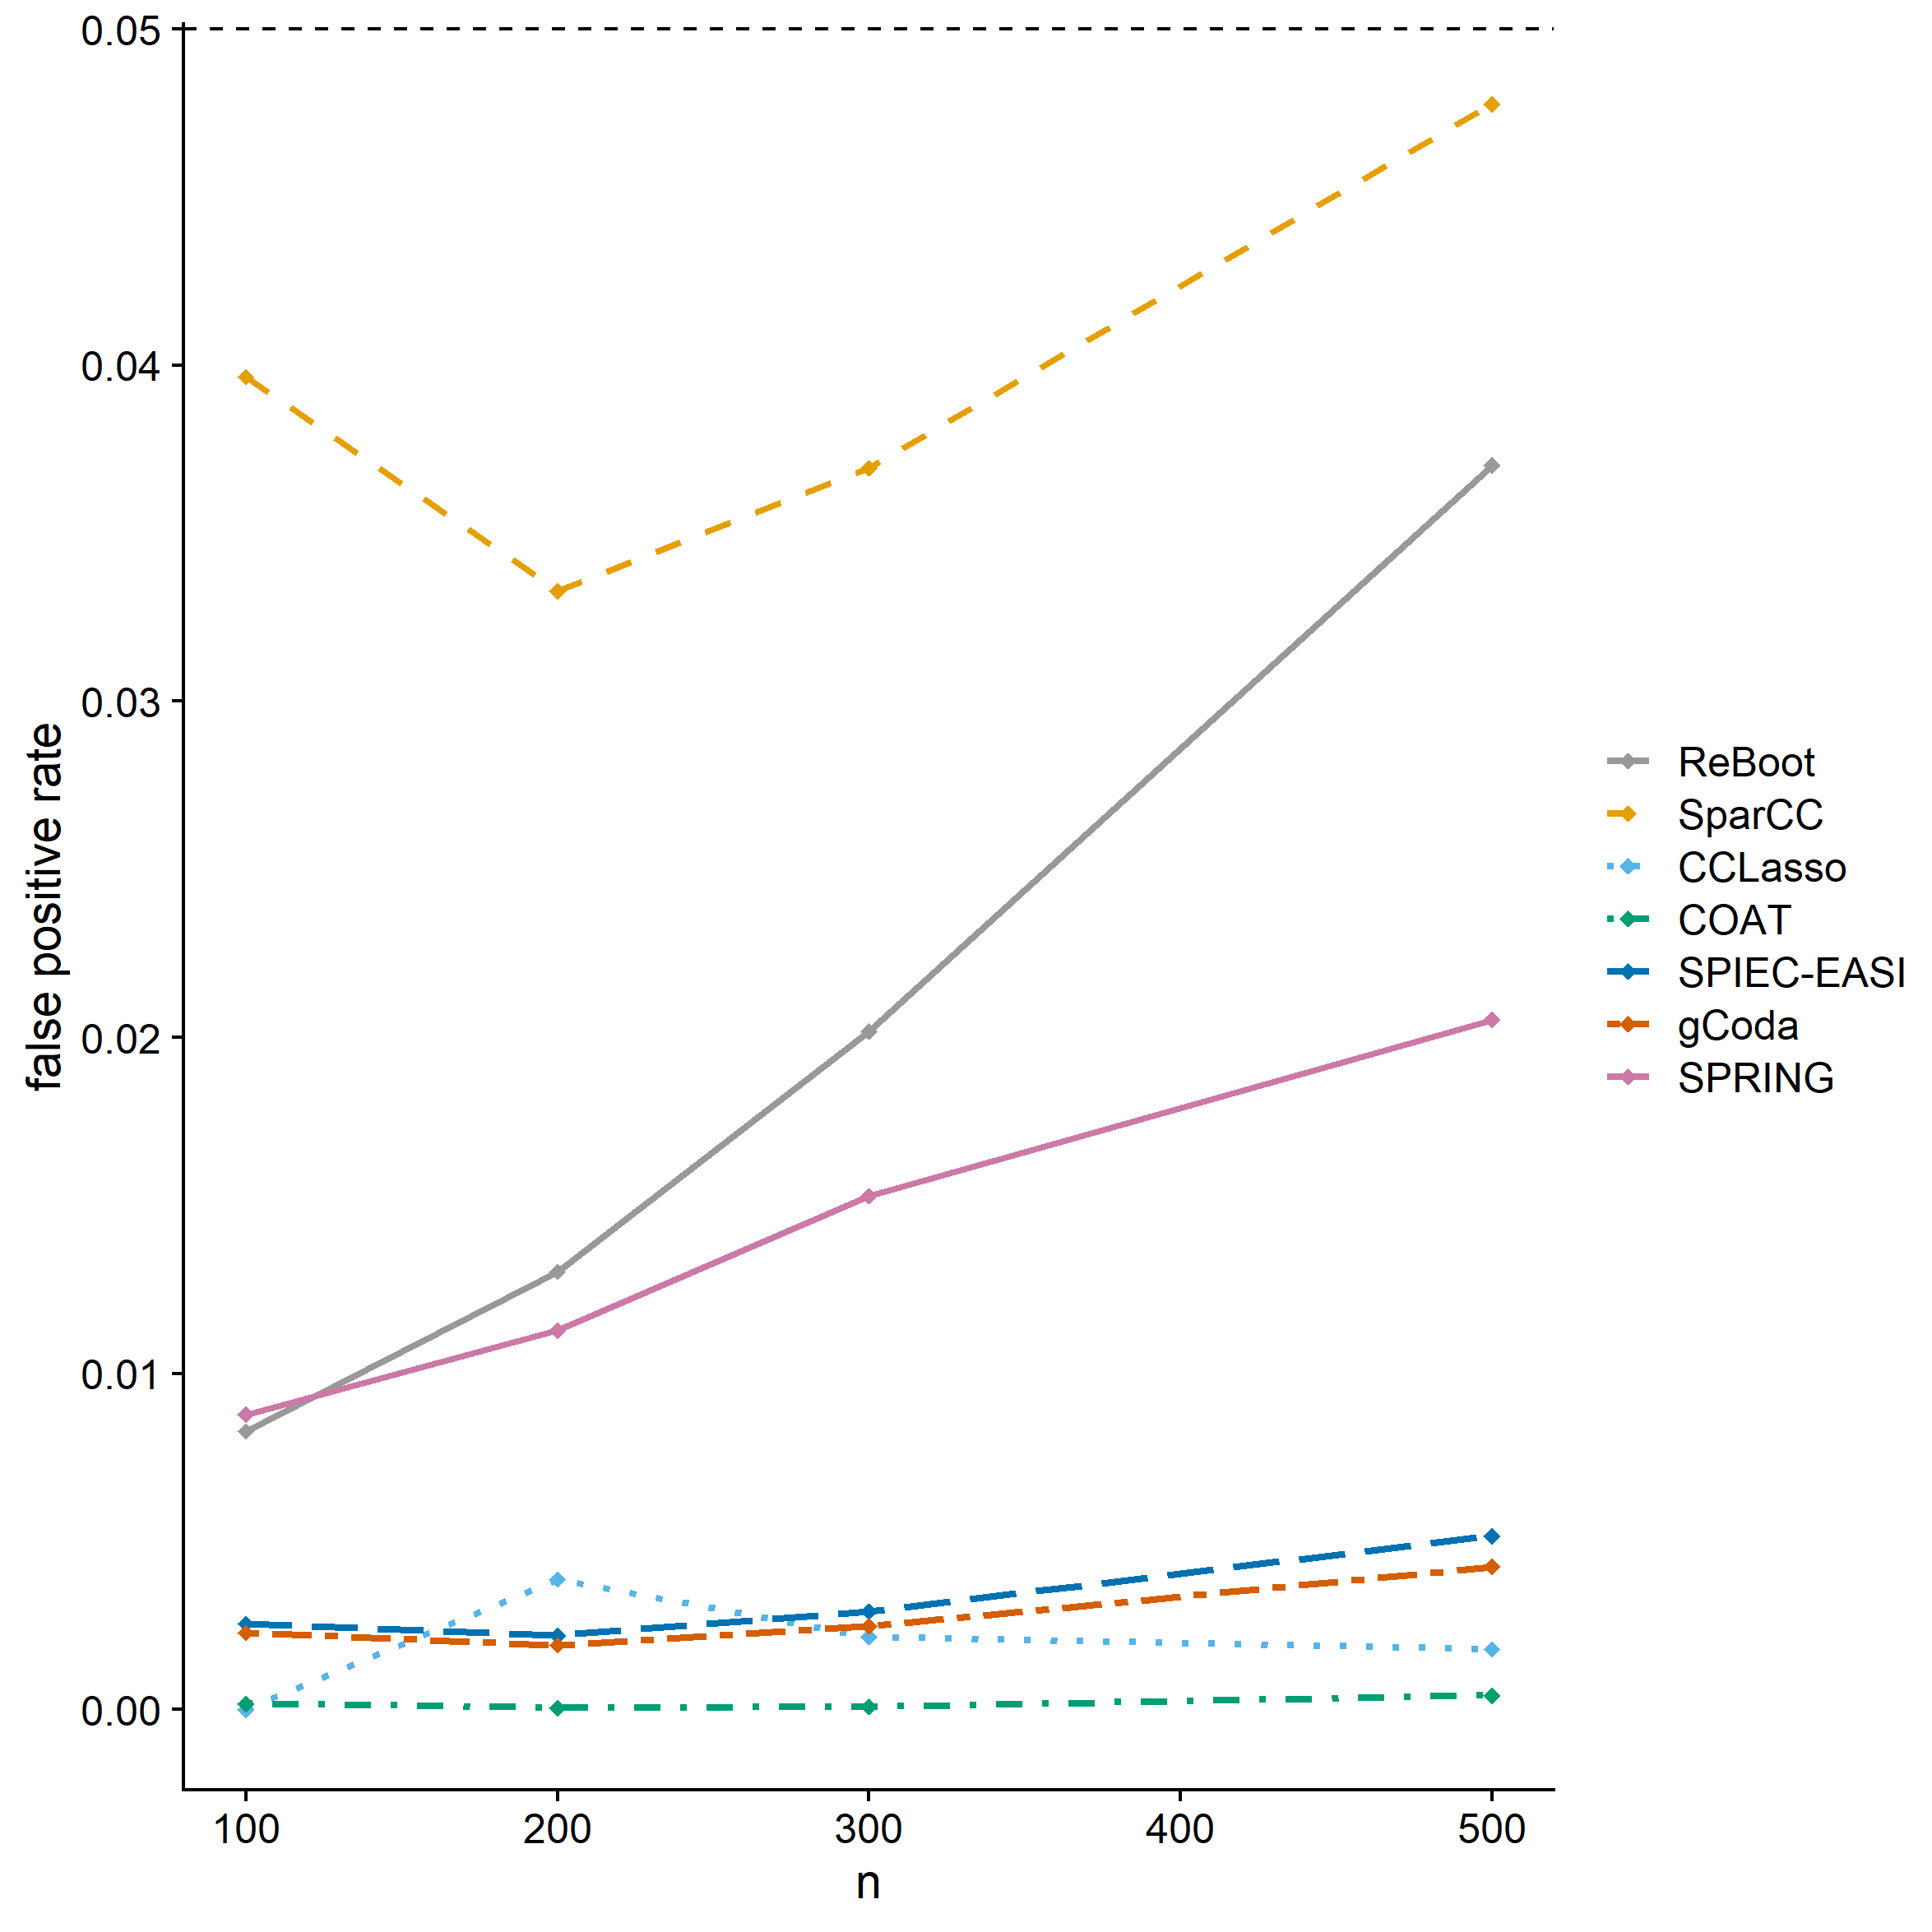 0.05
0.04
0.03
0.02
0.01
0.00
false positive rate
100 200 300 400 500
n
ReBoot
SparCC
CCLasso
COAT
SPIEC-EASI
gCoda
SPRING